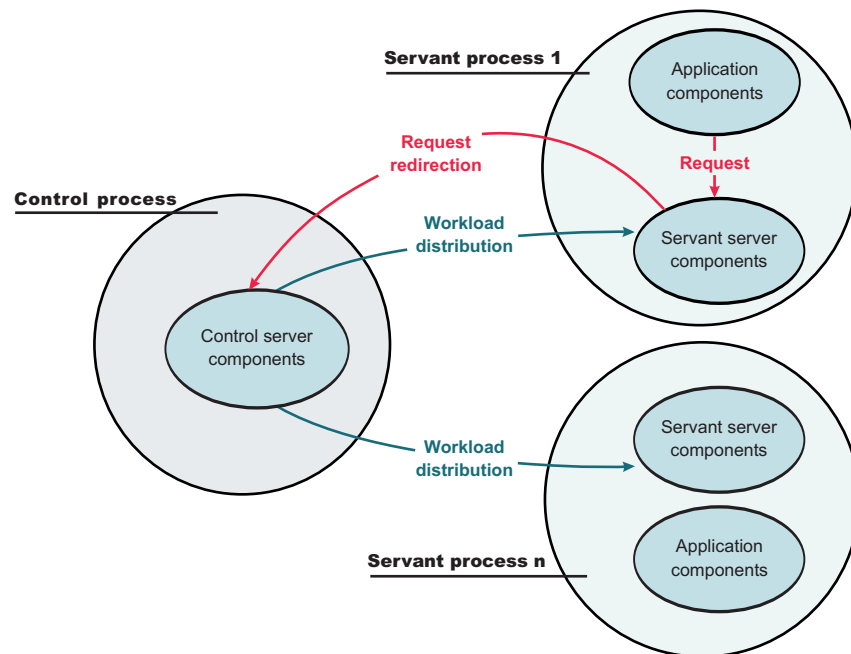 Servant process 1
Application
components
Request
redirection
Request
Control process
Workload
distribution
Servant server
components
Control server
components
Servant server
components
Workload
distribution
Application
components
Servant process n